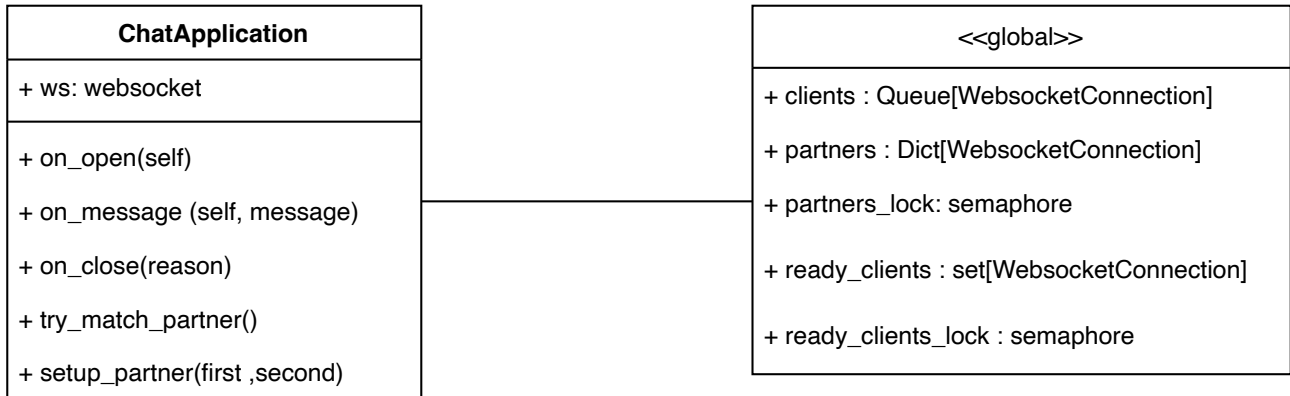 ChatApplication
+ ws: websocket
+ on_open(self)
+ on_message (self, message)
+ on_close(reason)
+ try_match_partner()
+ setup_partner(first ,second)
<<global>>
+ clients : Queue[WebsocketConnection]
+ partners : Dict[WebsocketConnection]
+ partners_lock: semaphore
+ ready_clients : set[WebsocketConnection]
+ ready_clients_lock : semaphore